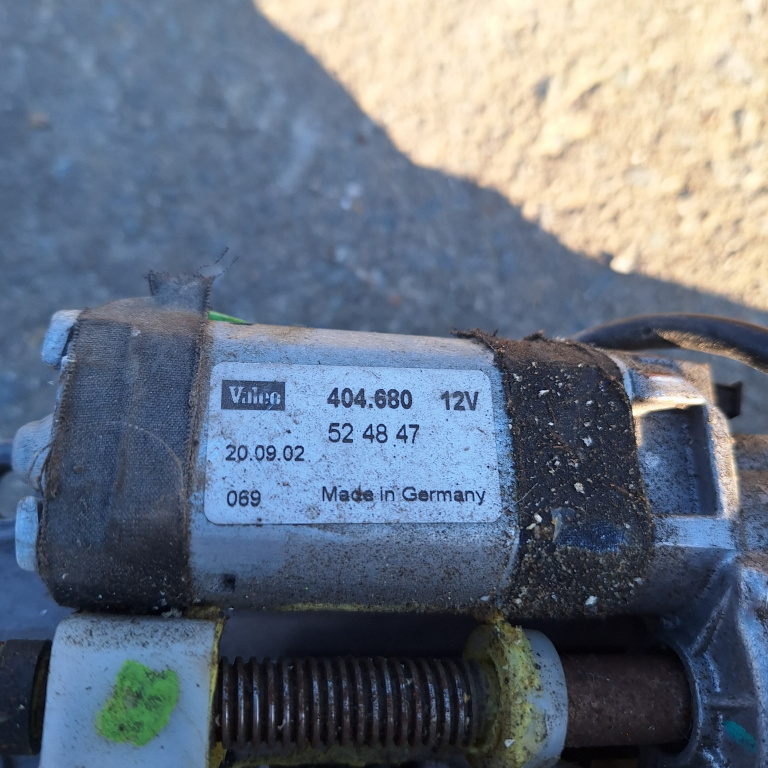 Valeo 404.680 12V
52 48 47
20.09.02
069 Made in Germany